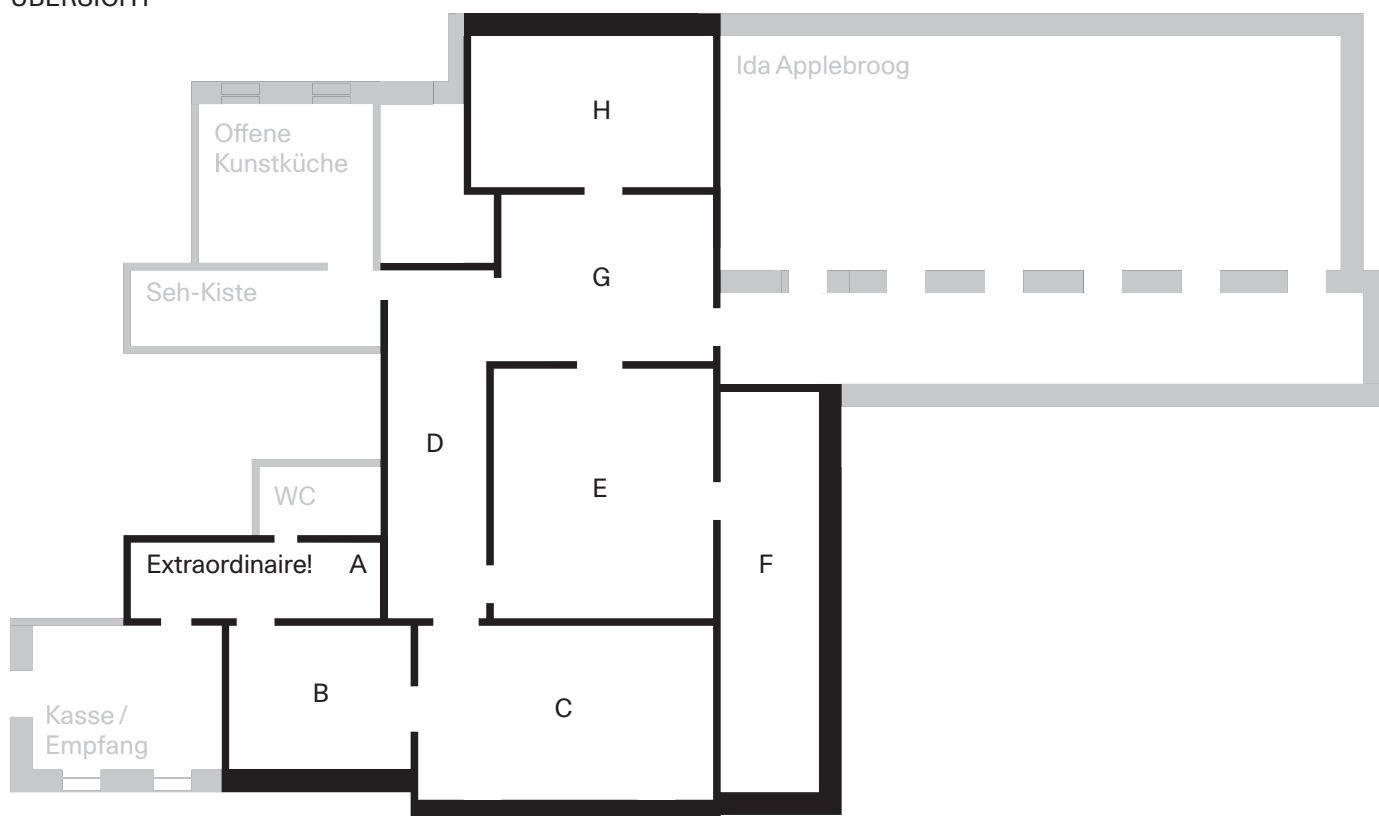 ÜBERSICHT
Ida Applebroog
H
Offene
Kunstküche
G
Seh-Kiste
D
E
WC
Extraordinaire! A
F
B
C
Kasse /
Empfang